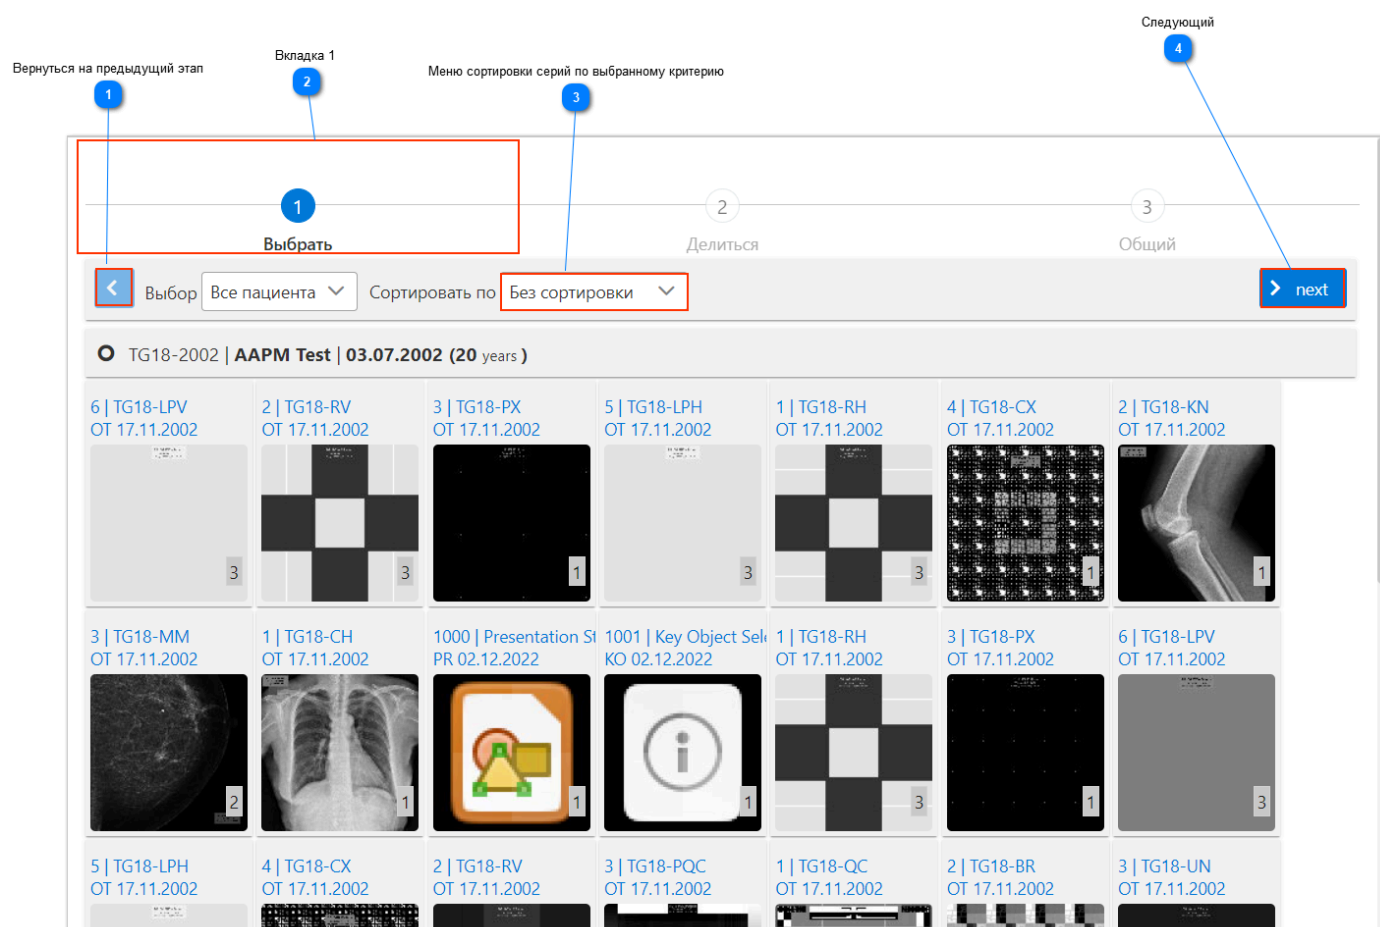 Следующий
4
Вкладка 1
2
Вернуться на предыдущий этап
1
Меню сортировки серий по выбранному критерию
3
1
2
3
Выбрать
Делиться
Общий
Выбор Все пациента Сортировать по Без сортировки next
TG18-2002 | AAPM Test | 03.07.2002 (20 years )
6 | TG18-LPV
OT 17.11.2002
3
2 | TG18-RV
OT 17.11.2002
3
3 | TG18-PX
OT 17.11.2002
1
5 | TG18-LPH
OT 17.11.2002
3
1 | TG18-RH
OT 17.11.2002
3
4 | TG18-CX
OT 17.11.2002
1
2 | TG18-KN
OT 17.11.2002
1
3 | TG18-MM
OT 17.11.2002
2
1 | TG18-CH
OT 17.11.2002
1
1000 | Presentation St
PR 02.12.2022
1
1001 | Key Object Sele
KO 02.12.2022
1
1 | TG18-RH
OT 17.11.2002
3
3 | TG18-PX
OT 17.11.2002
1
6 | TG18-LPV
OT 17.11.2002
3
5 | TG18-LPH
OT 17.11.2002
4 | TG18-CX
OT 17.11.2002
2 | TG18-RV
OT 17.11.2002
3 | TG18-PQC
OT 17.11.2002
1 | TG18-QC
OT 17.11.2002
2 | TG18-BR
OT 17.11.2002
3 | TG18-UN
OT 17.11.2002